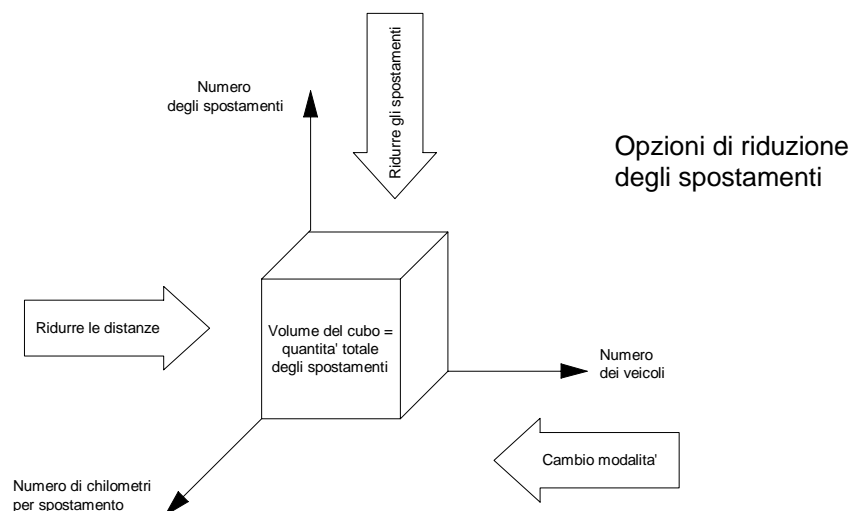 Numero
degli spostamenti
Ridurre gli spostamenti
Opzioni di riduzione
degli spostamenti
Ridurre le distanze
Volume del cubo =
quantita' totale
degli spostamenti
Numero
dei veicoli
Cambio modalita'
Numero di chilometri
per spostamento